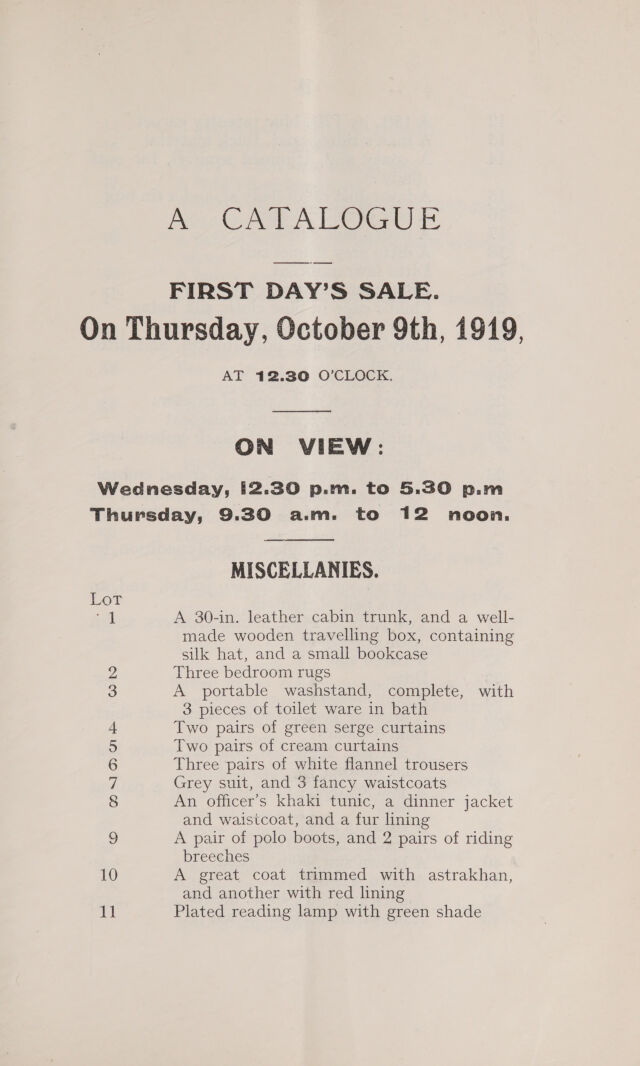 A CATALOGUE
FIRST DAY'S SALE.
On Thursday, October 9th, 1919,
AT 12.30 O'CLOCK.
ON VIEW:
Wednesday, 12.30 p.m. to 5.30 p.m
Thursday, 9.30 a.m. to 12 noon.
MISCELLANIES.
LOT
1 A 30-in. leather cabin trunk, and a well-
made wooden travelling box, containing
silk hat, and a small bookcase
2 Three bedroom rugs
3 A portable washstand, complete, with
3 pieces of toilet ware in bath
4 Two pairs of green serge curtains
5 Two pairs of cream curtains
6 Three pairs of white flannel trousers
7 Grey suit, and 3 fancy waistcoats
8 An officer's khaki tunic, a dinner jacket
and waistcoat, and a fur lining
9 A pair of polo boots, and 2 pairs of riding
breeches
10 A great coat trimmed with astrakhan,
and another with red lining
11 Plated reading lamp with green shade